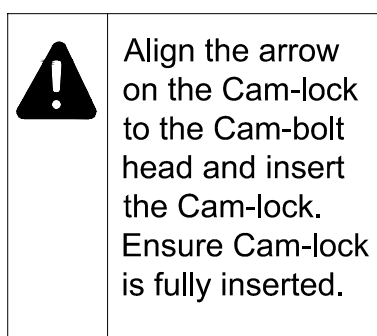 Align the arrow
on the Cam-lock
to the Cam-bolt
head and insert
the Cam-lock.
Ensure Cam-lock
is fully inserted.